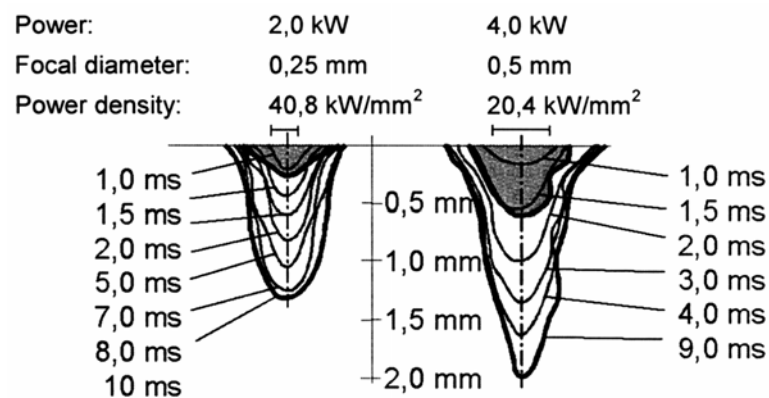 Power: 2,0 kW 4,0 kW
Focal diameter: 0,25 mm 0,5 mm
Power density: 40,8 kW/mm² 20,4 kW/mm²
1,0 ms
1,5 ms
2,0 ms
5,0 ms
7,0 ms
8,0 ms
10 ms
0,5 mm
1,0 mm
1,5 mm
2,0 mm
1,0 ms
1,5 ms
2,0 ms
3,0 ms
4,0 ms
9,0 ms